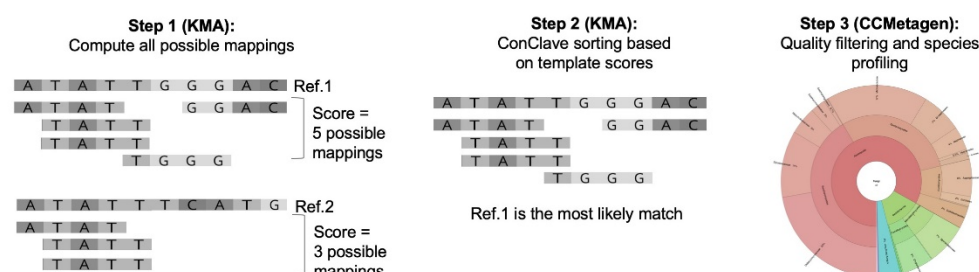 Step 1 (KMA):
Compute all possible mappings
A T A T T G G G A C Ref.1
A T A T G G A C
T A T T
T A T T
T G G G
Score =
5 possible
mappings
A T A T T T C A T G Ref.2
A T A T
T A T T
T A T T
Score =
3 possible
mappings
Step 2 (KMA):
ConClave sorting based
on template scores
A T A T T G G G A C
A T A T G G A C
T A T T
T A T T
T G G G
Ref.1 is the most likely match
Step 3 (CCMetagen):
Quality filtering and species
profiling